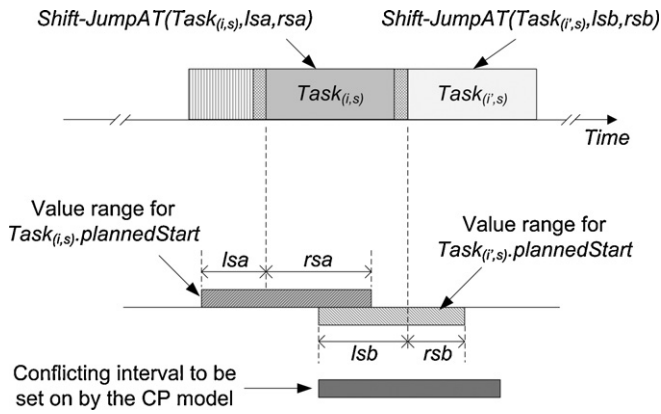 Shift-JumpAT(Task(i,s),lsa,rsa)
Shift-JumpAT(Task(i',s),lsb,rsb)
Task(i,s)
Task(i',s)
Time
Value range for
Task(i,s).plannedStart
Value range for
Task(i',s).plannedStart
lsa
rsa
lsb
rsb
Conflicting interval to be
set on by the CP model